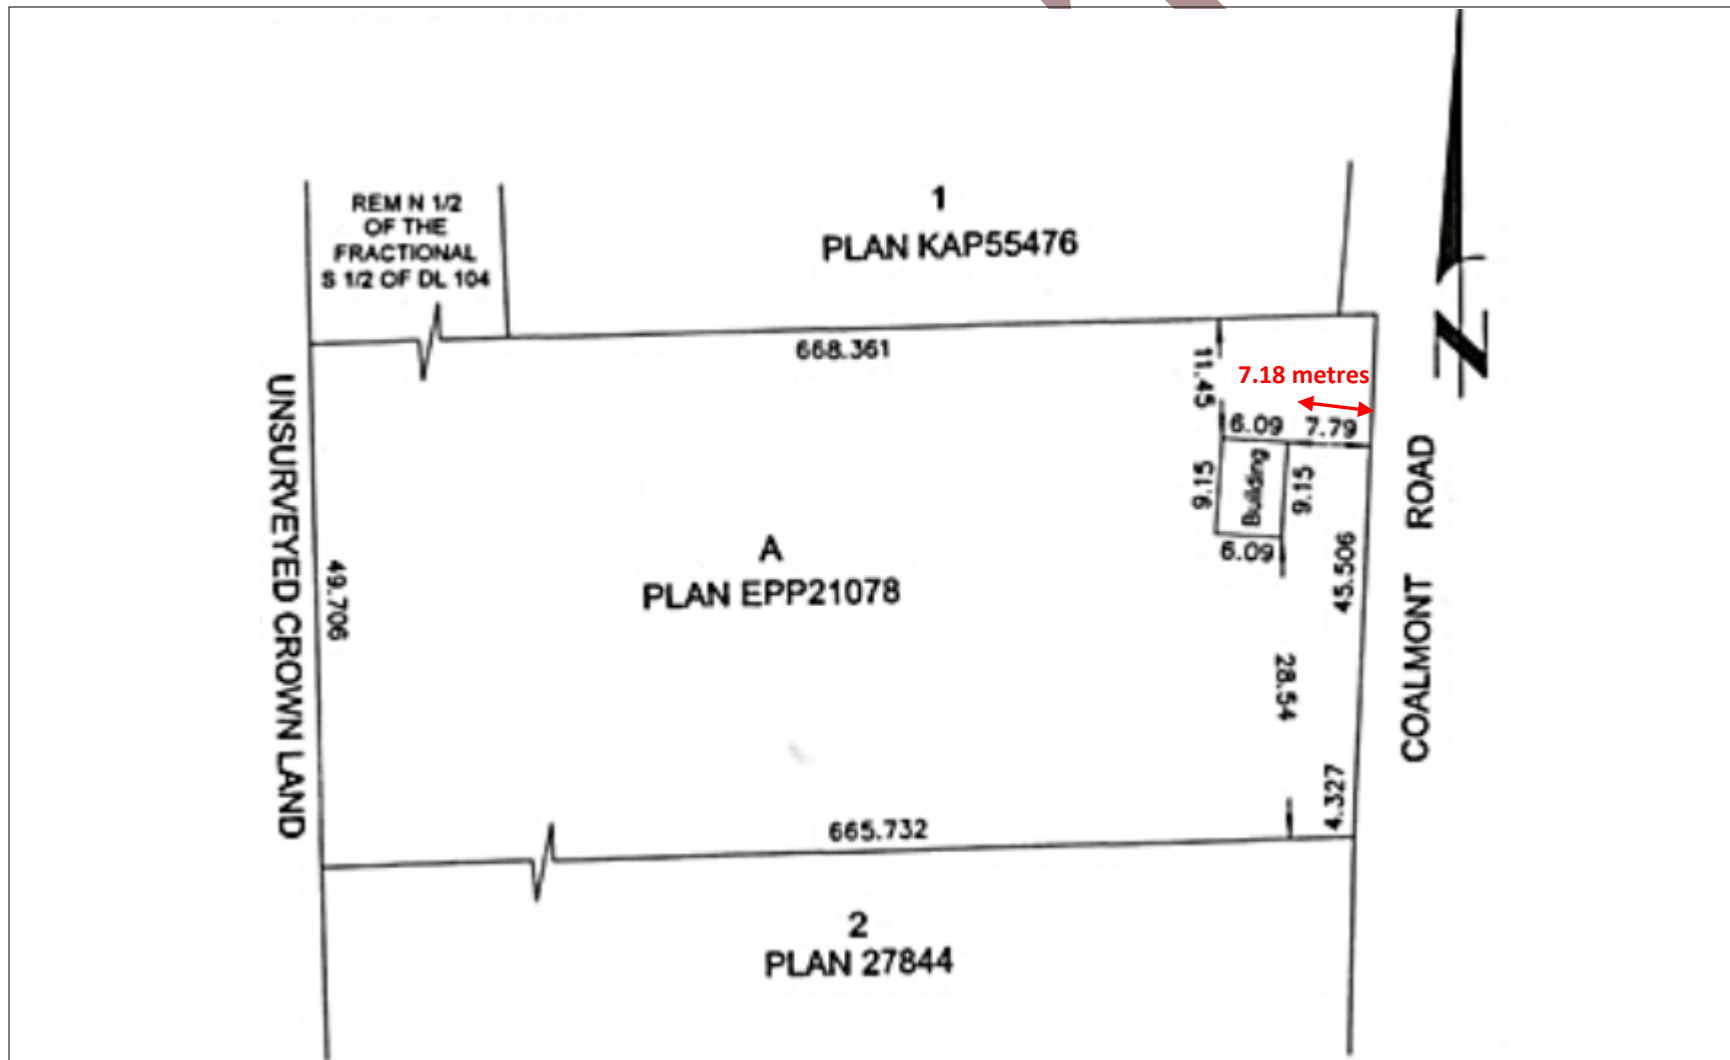 REM N 1/2
OF THE
FRACTIONAL
S 1/2 OF DL 104
1
PLAN KAP55476
668.361
11.45
7.18 metres
6.09
7.79
9.15
Building
9.15
6.09
UNSURVEYED CROWN LAND
49.706
A
PLAN EPP21078
45.506
COALMONT ROAD
28.54
4.327
665.732
2
PLAN 27844
N